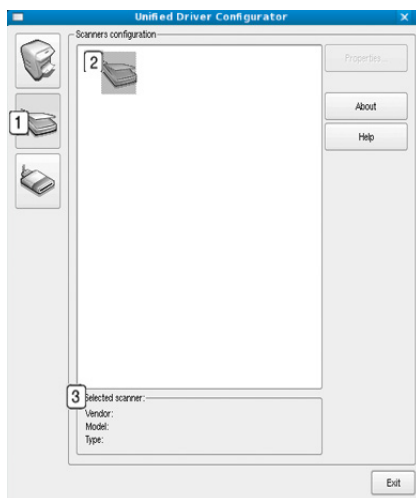 Unified Driver Configurator
Scanners configuration
2
Properties...
About
1
Help
3
Selected scanner:
Vendor:
Model:
Type:
Exit